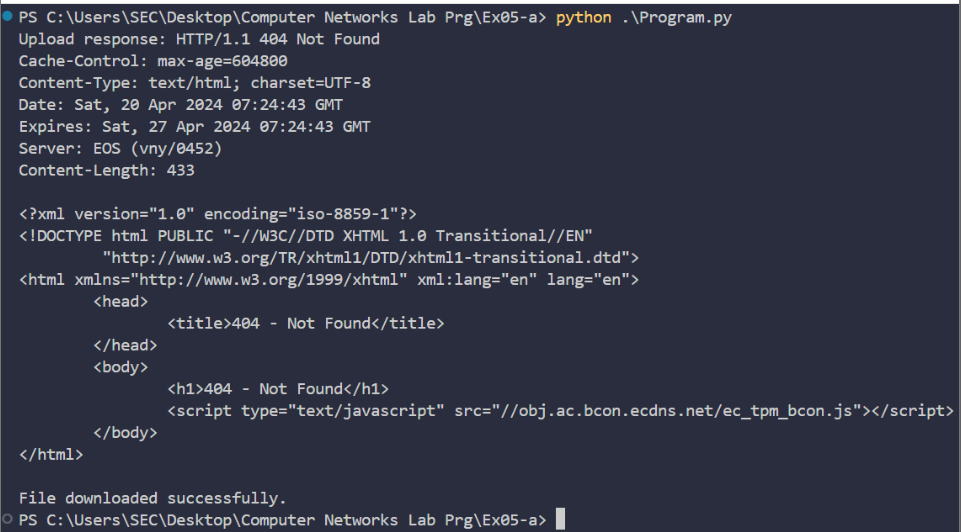 PS C:\Users\SEC\Desktop\Computer Networks Lab Prg\Ex05-a> python .\Program.py
Upload response: HTTP/1.1 404 Not Found
Cache-Control: max-age=604800
Content-Type: text/html; charset=UTF-8
Date: Sat, 20 Apr 2024 07:24:43 GMT
Expires: Sat, 27 Apr 2024 07:24:43 GMT
Server: EOS (vny/0452)
Content-Length: 433

<?xml version="1.0" encoding="iso-8859-1"?>
<!DOCTYPE html PUBLIC "-//W3C//DTD XHTML 1.0 Transitional//EN"
         "http://www.w3.org/TR/xhtml1/DTD/xhtml1-transitional.dtd">
<html xmlns="http://www.w3.org/1999/xhtml" xml:lang="en" lang="en">
        <head>
                <title>404 - Not Found</title>
        </head>
        <body>
                <h1>404 - Not Found</h1>
                <script type="text/javascript" src="//obj.ac.bcon.ecdns.net/ec_tpm_bcon.js"></script>
        </body>
</html>

File downloaded successfully.
PS C:\Users\SEC\Desktop\Computer Networks Lab Prg\Ex05-a>